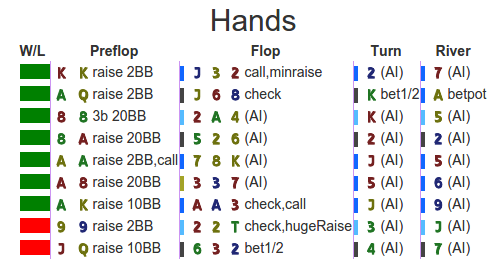 Hands
W/L Preflop Flop Turn River
K K raise 2BB J 3 2 call,minraise 2 (AI) 7 (AI)
A Q raise 2BB J 6 8 check K bet1/2 A betpot
8 8 3b 20BB 2 A 4 (AI) K (AI) 5 (AI)
8 A raise 20BB 5 2 6 (AI) 2 (AI) 2 (AI)
A A raise 2BB,call 7 8 K (AI) J (AI) 5 (AI)
A 8 raise 20BB 3 3 7 (AI) 5 (AI) 6 (AI)
A K raise 10BB A A 3 check,call J (AI) 9 (AI)
9 9 raise 2BB 2 2 T check,hugeRaise 3 (AI) J (AI)
J Q raise 10BB 6 3 2 bet1/2 4 (AI) 7 (AI)